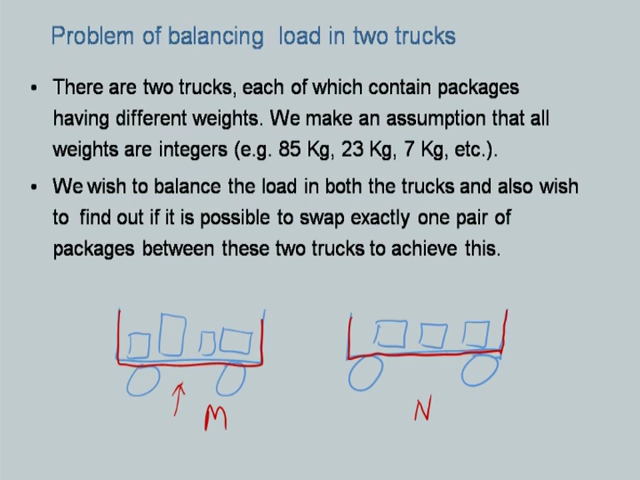 Problem of balancing load in two trucks
• There are two trucks, each of which contain packages
having different weights. We make an assumption that all
weights are integers (e.g. 85 Kg, 23 Kg, 7 Kg, etc.).
• We wish to balance the load in both the trucks and also wish
to find out if it is possible to swap exactly one pair of
packages between these two trucks to achieve this.
M N